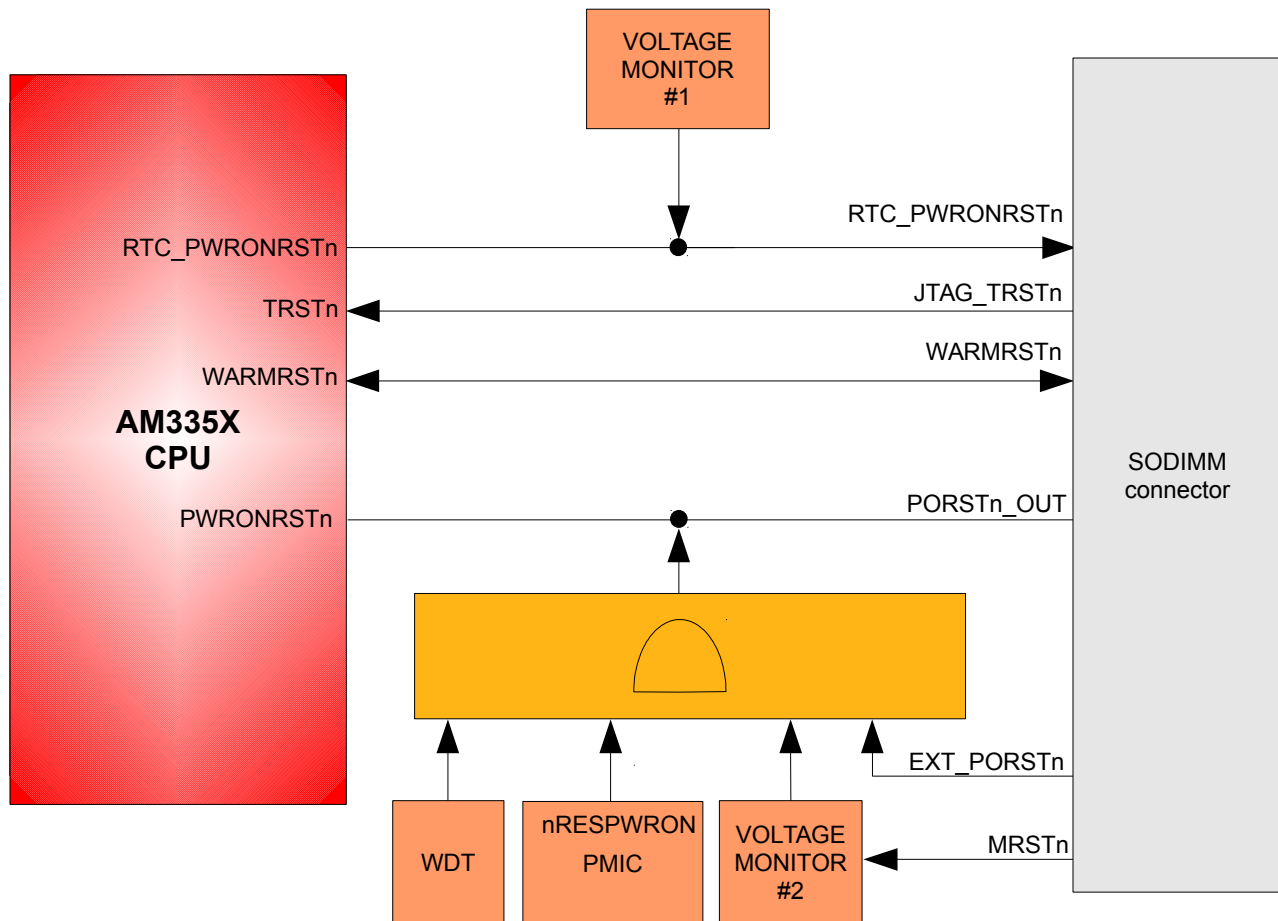 VOLTAGE
MONITOR
#1
RTC_PWRONRSTn
RTC_PWRONRSTn
JTAG_TRSTn
TRSTn
WARMRSTn
WARMRSTn
AM335X
CPU
SODIMM
connector
PWRONRSTn
PORSTn_OUT
EXT_PORSTn
nRESPWRON
PMIC
WDT
VOLTAGE
MONITOR
#2
MRSTn